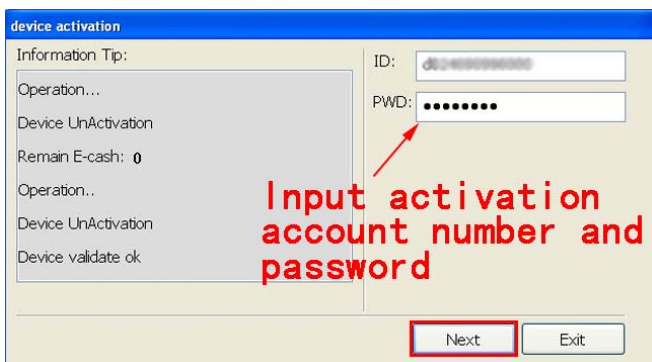 device activation
Information Tip:
Operation...
Device UnActivation
Remain E-cash: 0
Operation..
Device UnActivation
Device validate ok
ID:
PWD: ••••••••
Input activation
account number and
password
Next
Exit